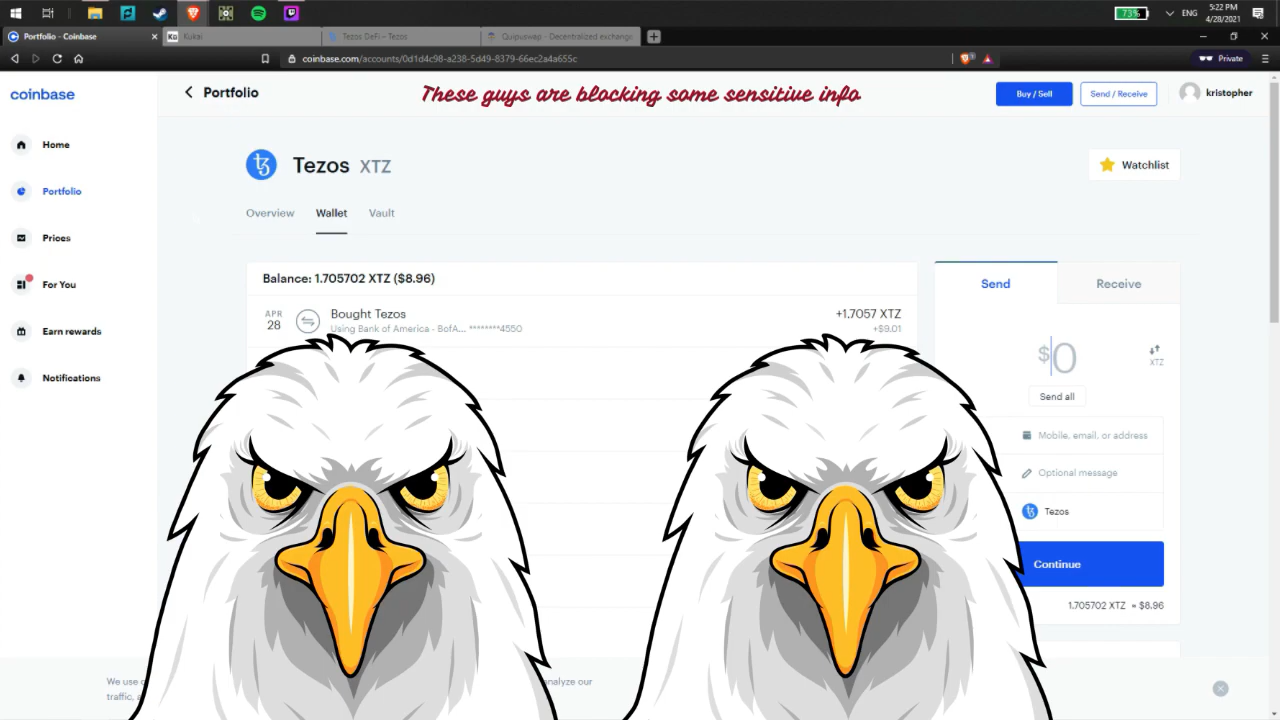 5:22 PM
73%
ENG
4/28/2021
Portfolio - Coinbase
Kukai
Tezos DeFi – Tezos
Quipuswap - Decentralized exchange
coinbase.com/accounts/0d1d4c98-a238-5d49-8379-66ec2a4a655c
Private
coinbase
Portfolio
These guys are blocking some sensitive info
Buy / Sell
Send / Receive
kristopher
Home
Portfolio
Prices
For You
Earn rewards
Notifications
Tezos XTZ
Watchlist
Overview
Wallet
Vault
Balance: 1.705702 XTZ ($8.96)
APR
28
Bought Tezos
Using Bank of America - BofA... ********4550
+1.7057 XTZ
+$9.01
Send
Receive
$0
XTZ
Send all
Mobile, email, or address
Optional message
Tezos
Continue
1.705702 XTZ ≈ $8.96
We use
analyze our
traffic,